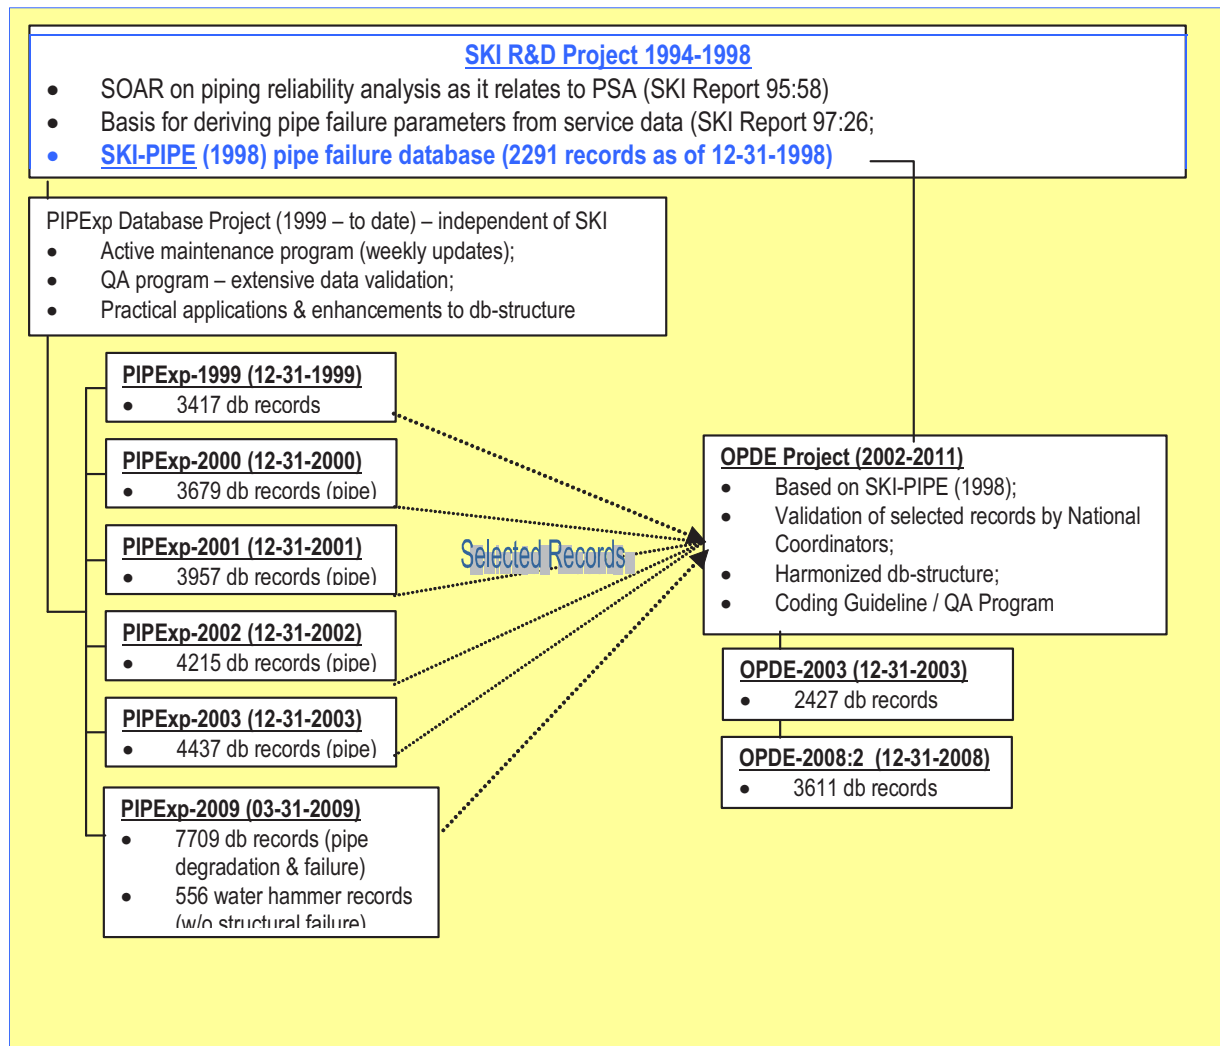 SKI R&D Project 1994-1998
• SOAR on piping reliability analysis as it relates to PSA (SKI Report 95:58)
• Basis for deriving pipe failure parameters from service data (SKI Report 97:26;
• SKI-PIPE (1998) pipe failure database (2291 records as of 12-31-1998)
PIPExp Database Project (1999 – to date) – independent of SKI
• Active maintenance program (weekly updates);
• QA program – extensive data validation;
• Practical applications & enhancements to db-structure
PIPExp-1999 (12-31-1999)
• 3417 db records
PIPExp-2000 (12-31-2000)
• 3679 db records (pipe)
PIPExp-2001 (12-31-2001)
• 3957 db records (pipe)
PIPExp-2002 (12-31-2002)
• 4215 db records (pipe)
PIPExp-2003 (12-31-2003)
• 4437 db records (pipe)
PIPExp-2009 (03-31-2009)
• 7709 db records (pipe
degradation & failure)
• 556 water hammer records
(w/o structural failure)
Selected Records
OPDE Project (2002-2011)
• Based on SKI-PIPE (1998);
• Validation of selected records by National
Coordinators;
• Harmonized db-structure;
• Coding Guideline / QA Program
OPDE-2003 (12-31-2003)
• 2427 db records
OPDE-2008:2 (12-31-2008)
• 3611 db records